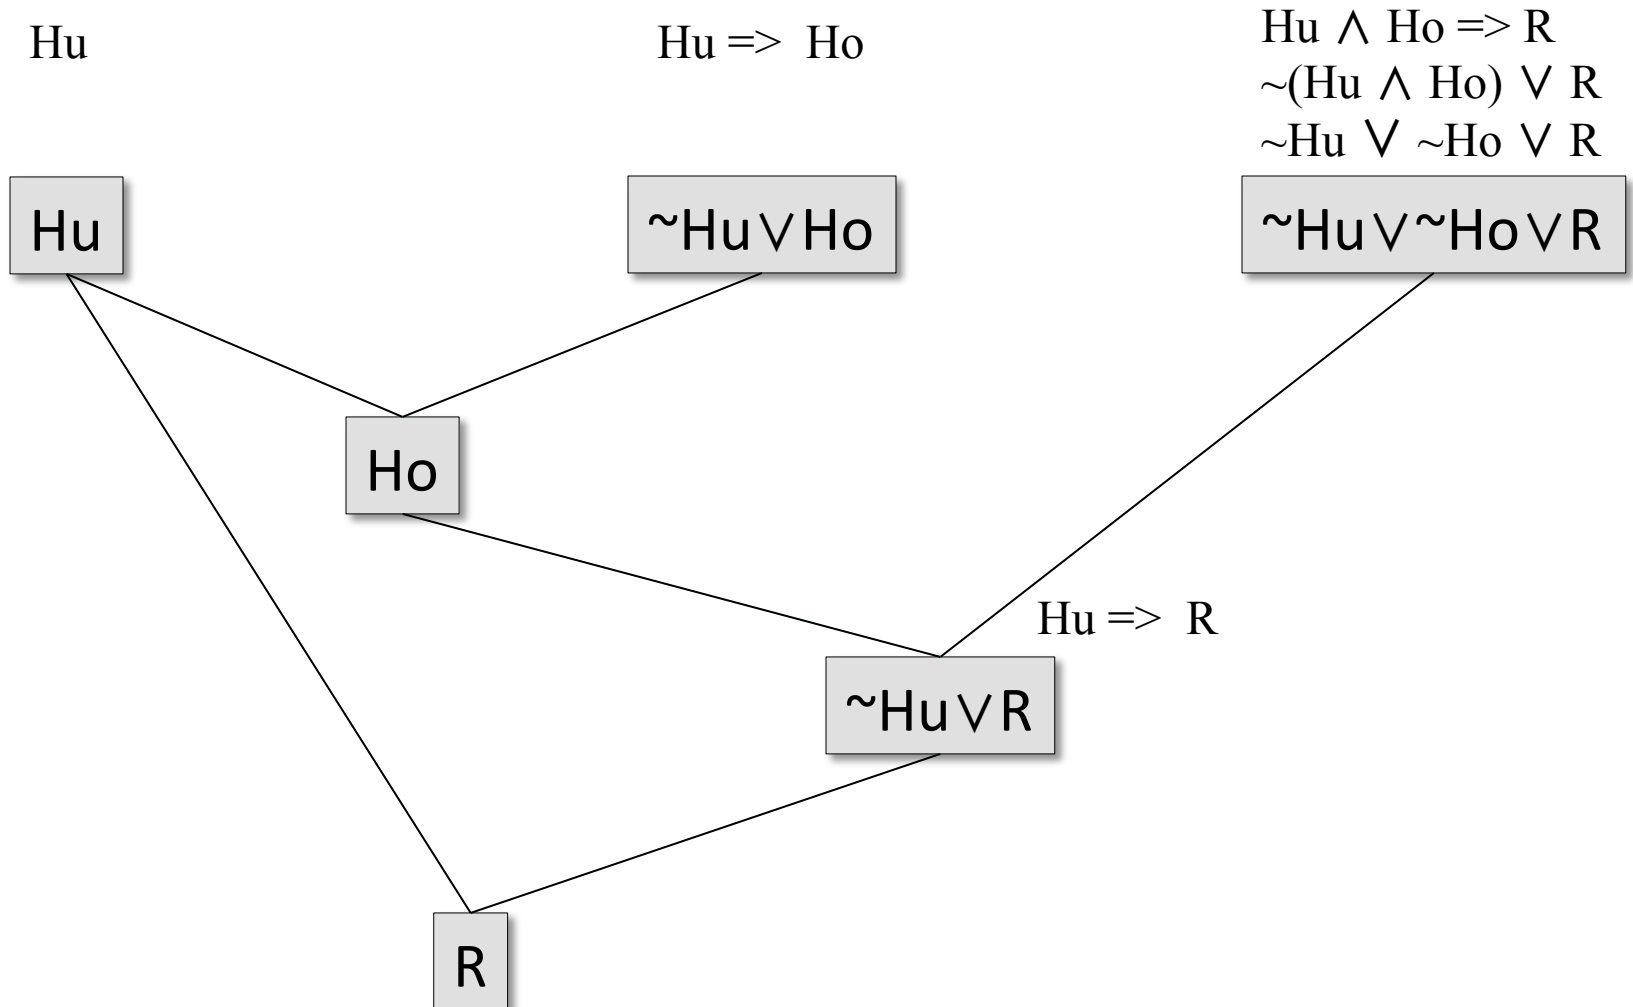 Hu
Hu => Ho
Hu ∧ Ho => R
~(Hu ∧ Ho) ∨ R
~Hu ∨ ~Ho ∨ R
Hu
~Hu∨Ho
~Hu∨~Ho∨R
Ho
Hu => R
~Hu∨R
R